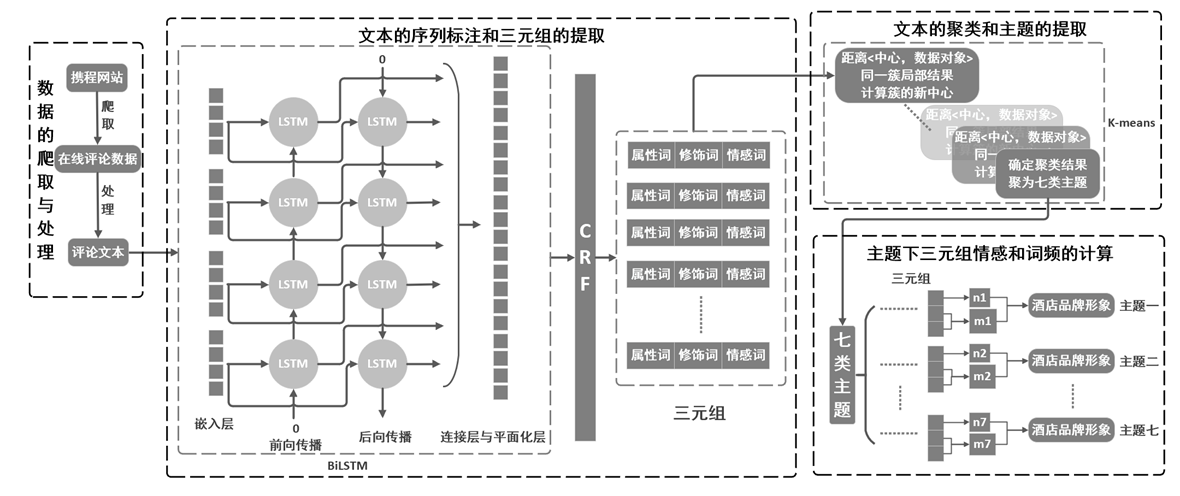 数据的爬取与处理
携程网站
爬取
在线评论数据
处理
评论文本
文本的序列标注和三元组的提取
0
LSTM
LSTM
LSTM
LSTM
LSTM
LSTM
LSTM
LSTM
0
嵌入层
前向传播
后向传播
连接层与平面化层
BiLSTM
CRF
属性词 修饰词 情感词
属性词 修饰词 情感词
属性词 修饰词 情感词
属性词 修饰词 情感词
属性词 修饰词 情感词
三元组
文本的聚类和主题的提取
距离<中心，数据对象>
同一簇局部结果
计算簇的新中心
距离<中心，数据对象>
同
计算
距离<中心，数据对象>
同一
计算
确定聚类结果
聚为七类主题
K-means
主题下三元组情感和词频的计算
三元组
七类主题
n1
m1
酒店品牌形象 主题一
n2
m2
酒店品牌形象 主题二
n7
m7
酒店品牌形象 主题七